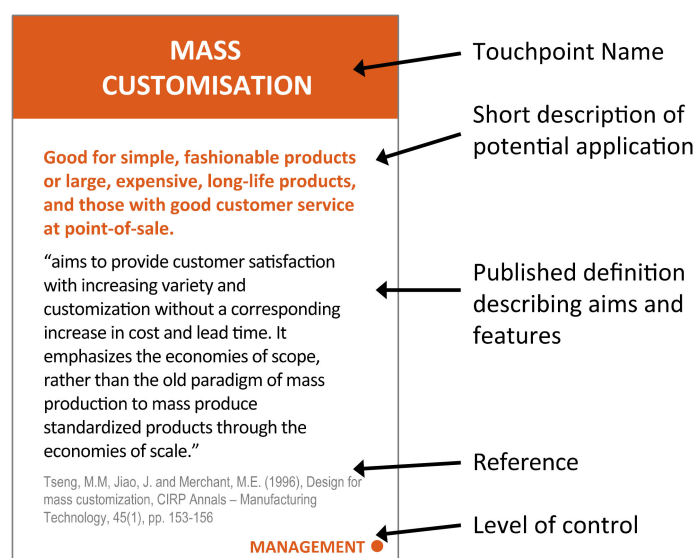 MASS
CUSTOMISATION
Touchpoint Name
Short description of
potential application
Good for simple, fashionable products
or large, expensive, long-life products,
and those with good customer service
at point-of-sale.
“aims to provide customer satisfaction
with increasing variety and
customization without a corresponding
increase in cost and lead time. It
emphasizes the economies of scope,
rather than the old paradigm of mass
production to mass produce
standardized products through the
economies of scale.”
Published definition
describing aims and
features
Tseng, M.M, Jiao, J. and Merchant, M.E. (1996), Design for
mass customization, CIRP Annals – Manufacturing
Technology, 45(1), pp. 153-156
Reference
MANAGEMENT
Level of control